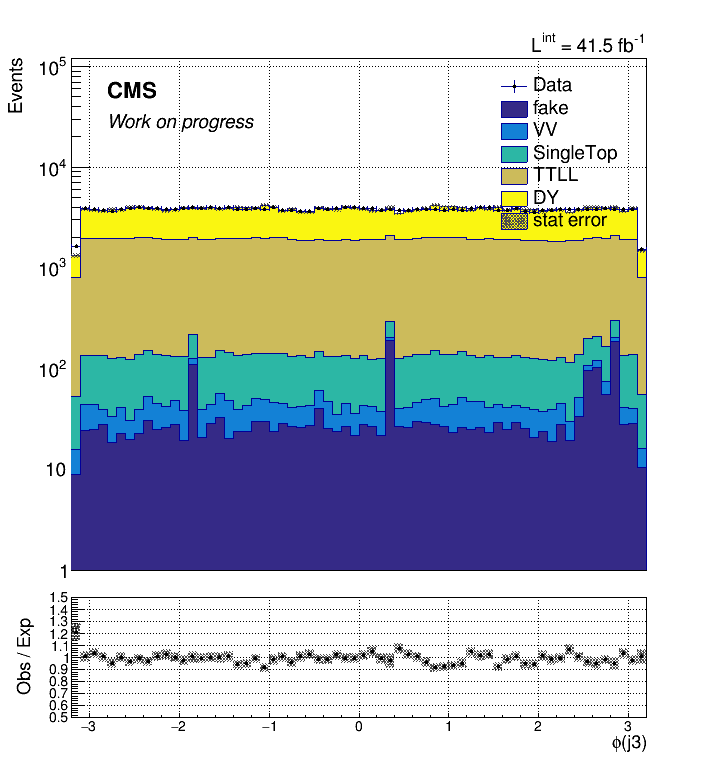 L^int = 41.5 fb^-1
Events
10^5
10^4
10^3
10^2
10
1
CMS
Work on progress
Data
fake
VV
SingleTop
TTLL
DY
stat error
Obs / Exp
1.5
1.4
1.3
1.2
1.1
1
0.9
0.8
0.7
0.6
0.5
−3
−2
−1
0
1
2
3
ϕ(j3)